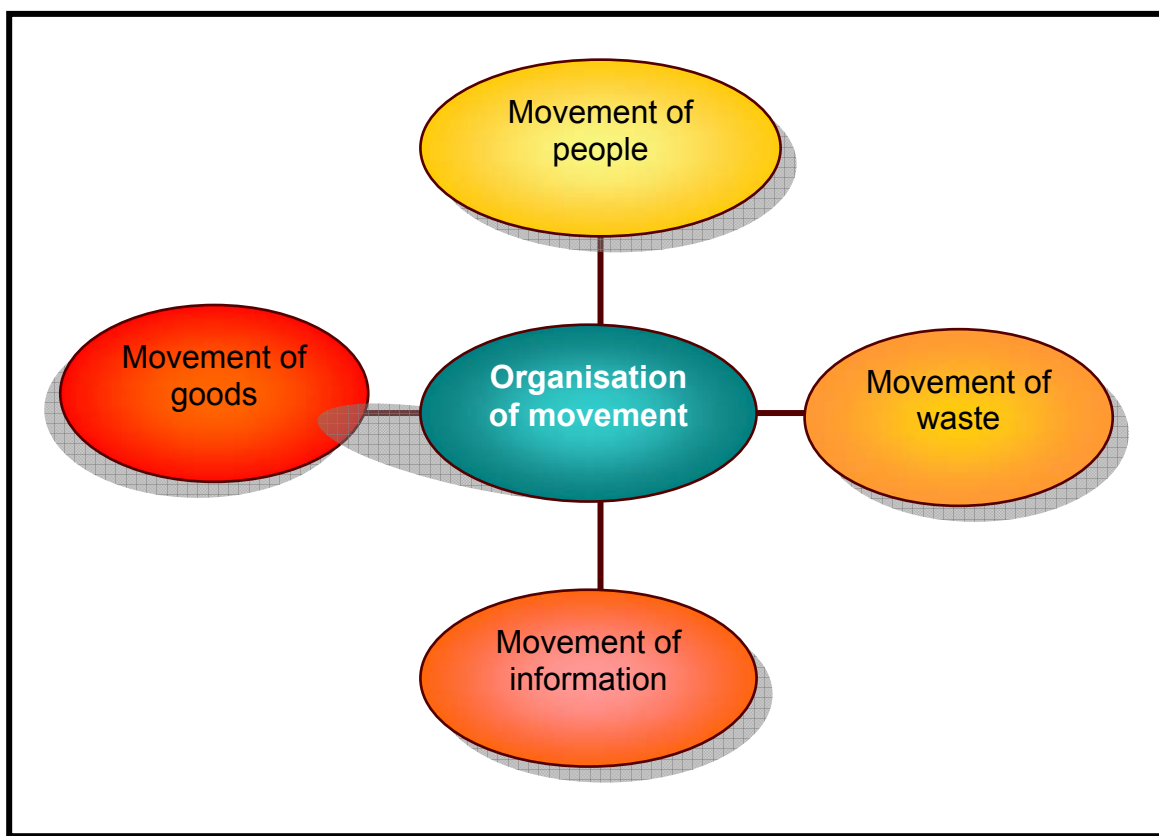 Movement of
people
Movement of
goods
Organisation
of movement
Movement of
waste
Movement of
information